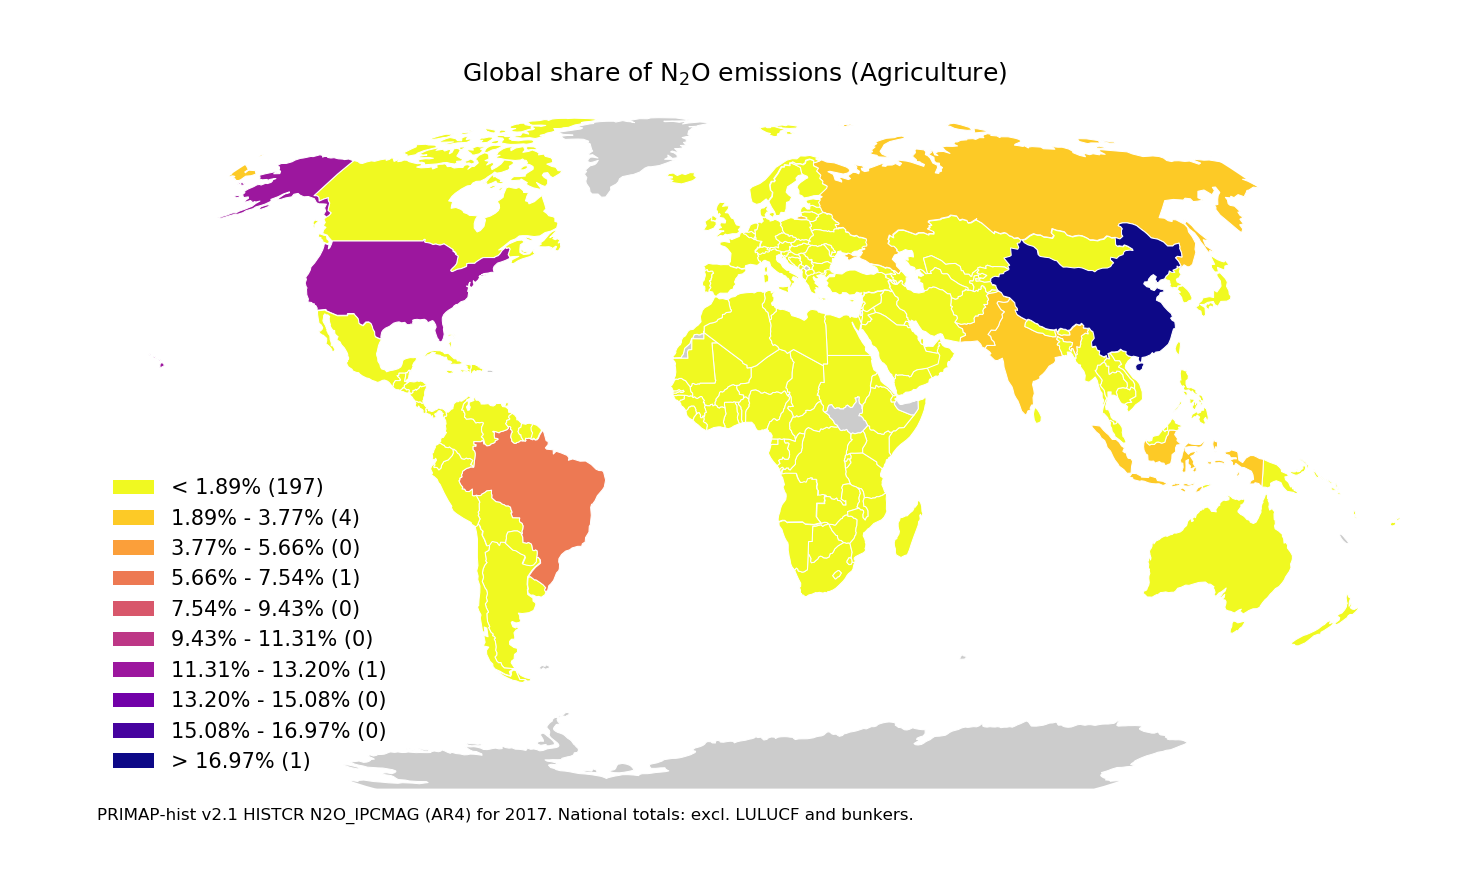 Global share of N₂O emissions (Agriculture)
< 1.89% (197)
1.89% - 3.77% (4)
3.77% - 5.66% (0)
5.66% - 7.54% (1)
7.54% - 9.43% (0)
9.43% - 11.31% (0)
11.31% - 13.20% (1)
13.20% - 15.08% (0)
15.08% - 16.97% (0)
> 16.97% (1)
PRIMAP-hist v2.1 HISTCR N2O_IPCMAG (AR4) for 2017. National totals: excl. LULUCF and bunkers.